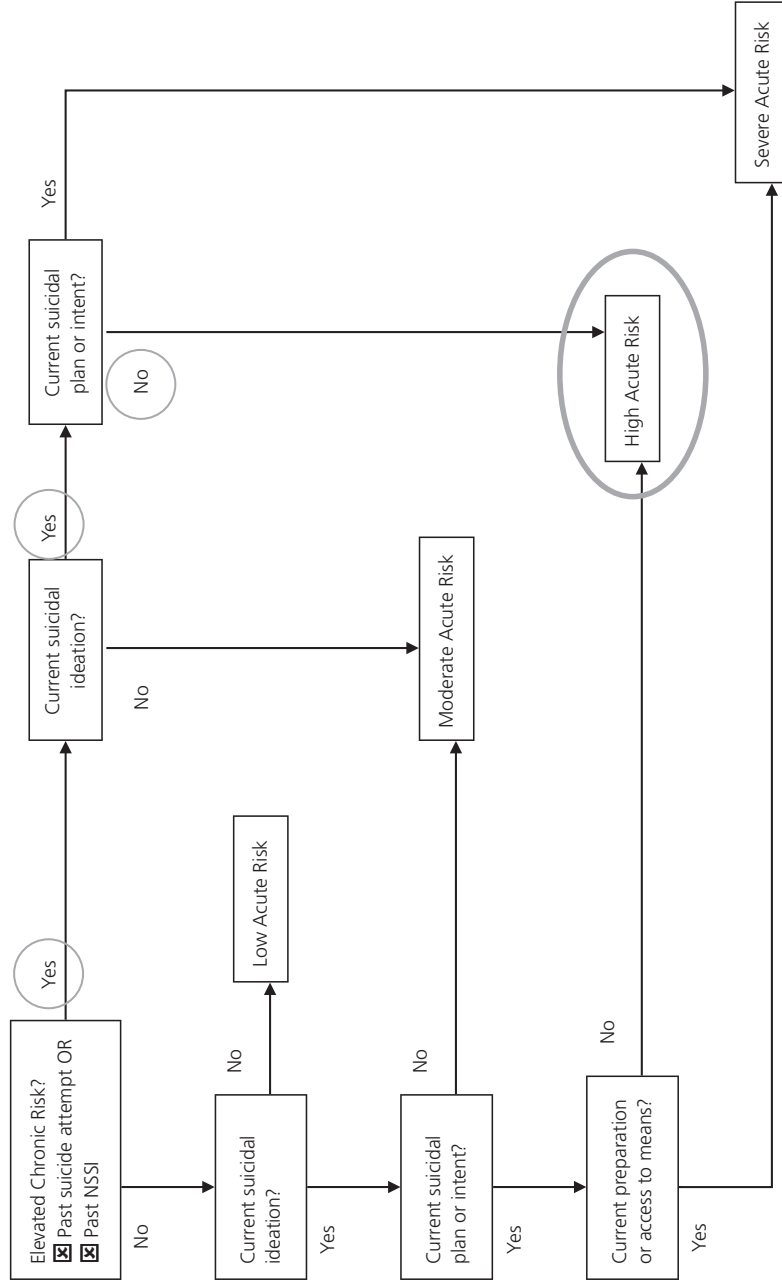 Elevated Chronic Risk?
☒ Past suicide attempt OR
☒ Past NSSI
Yes
Current suicidal
ideation?
Yes
Current suicidal
plan or intent?
Yes
No
No
No
Current suicidal
ideation?
No
Low Acute Risk
Yes
Current suicidal
plan or intent?
No
Moderate Acute Risk
Yes
Current preparation
or access to means?
No
High Acute Risk
Yes
Severe Acute Risk